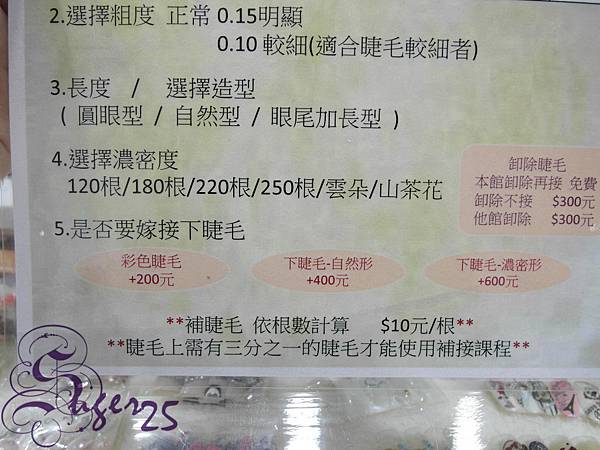 2.選擇粗度 正常 0.15明顯
0.10 較細(適合睫毛較細者)
3.長度 / 選擇造型
( 圓眼型 / 自然型 / 眼尾加長型 )
4.選擇濃密度
120根/180根/220根/250根/雲朵/山茶花
卸除睫毛
本館卸除再接 免費
卸除不接 $300元
他館卸除 $300元
5.是否要嫁接下睫毛
彩色睫毛
+200元
下睫毛-自然形
+400元
下睫毛-濃密形
+600元
**補睫毛 依根數計算 $10元/根**
**睫毛上需有三分之一的睫毛才能使用補接課程**
Suger25